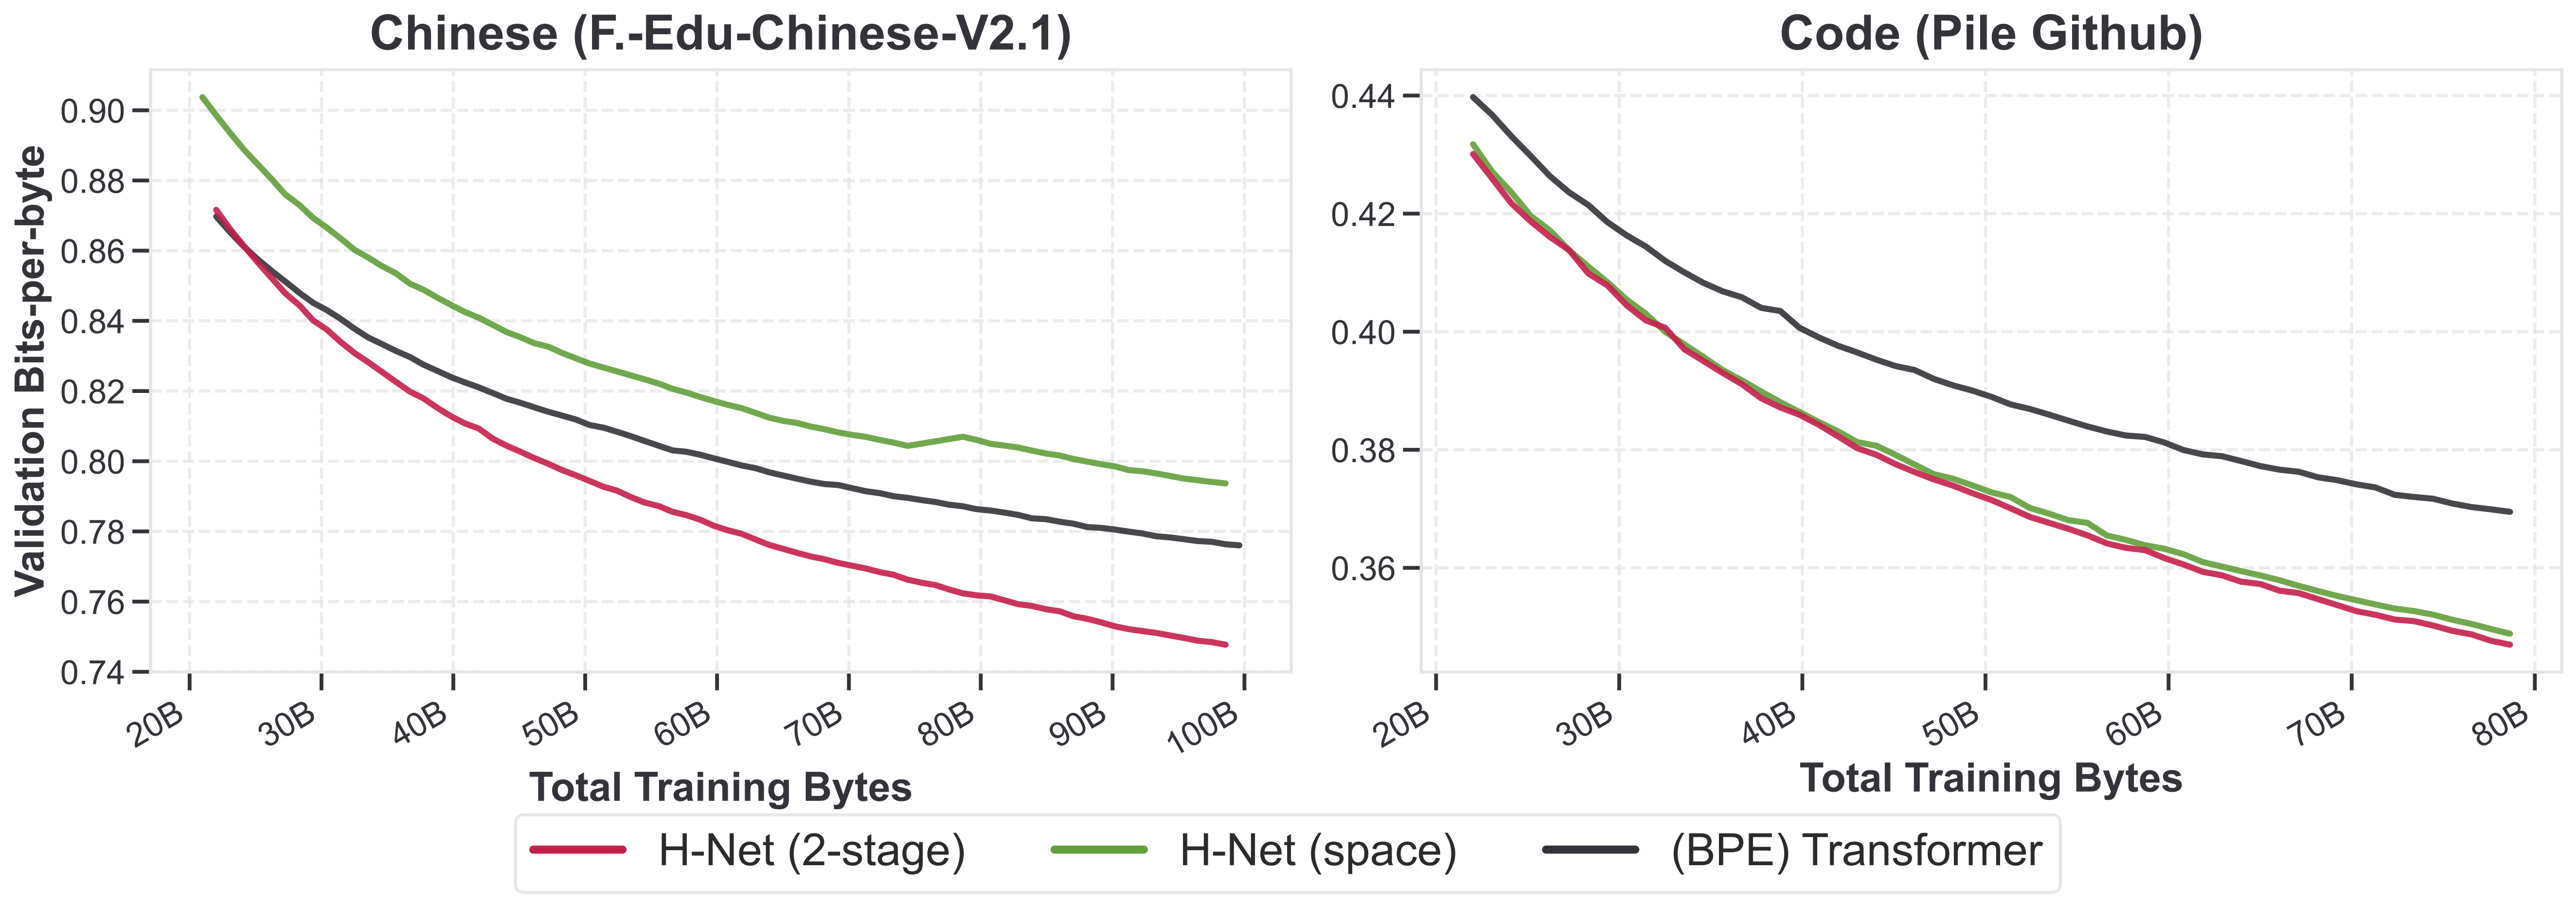 Chinese (F.-Edu-Chinese-V2.1)
Validation Bits-per-byte
0.90
0.88
0.86
0.84
0.82
0.80
0.78
0.76
0.74
20B 30B 40B 50B 60B 70B 80B 90B 100B
Total Training Bytes
Code (Pile Github)
0.44
0.42
0.40
0.38
0.36
20B 30B 40B 50B 60B 70B 80B
Total Training Bytes
H-Net (2-stage) H-Net (space) (BPE) Transformer